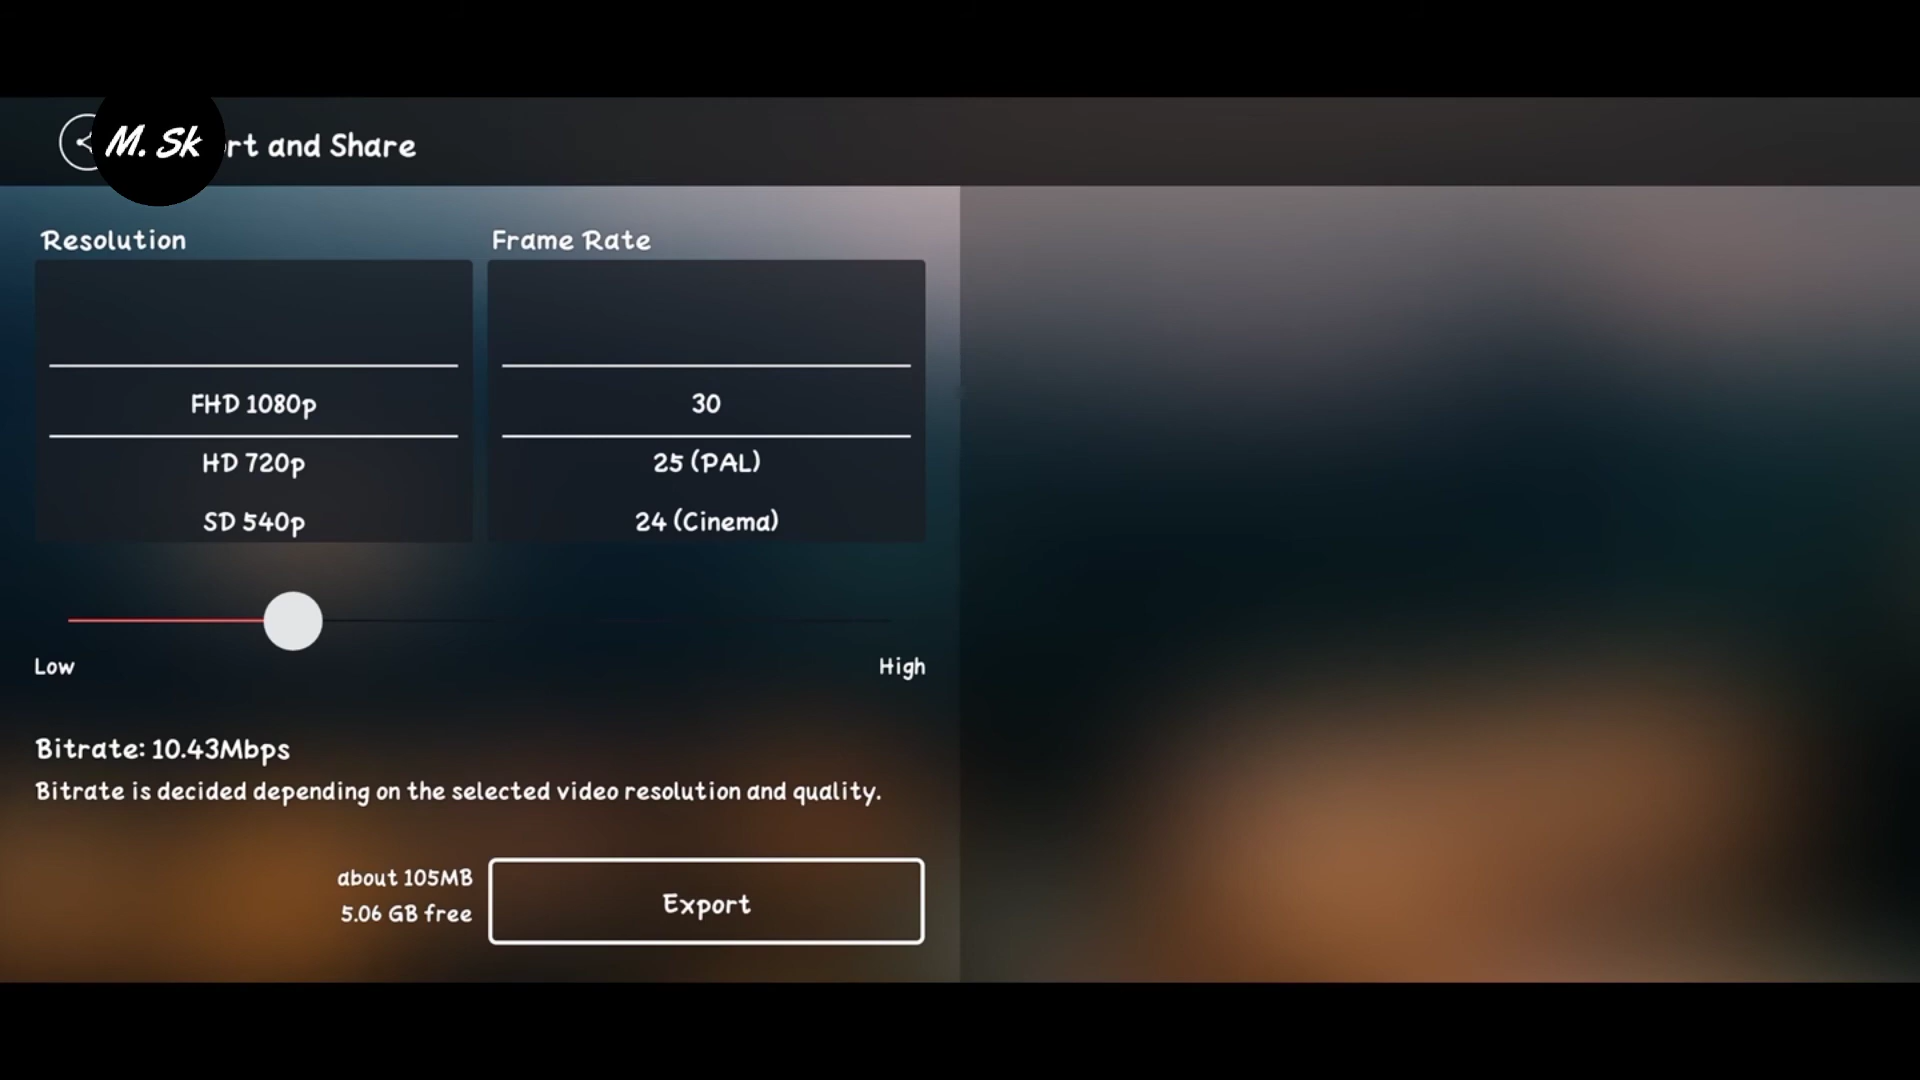 M. Sk
rt and Share
Resolution
Frame Rate
FHD 1080p
30
HD 720p
25 (PAL)
SD 540p
24 (Cinema)
Low
High
Bitrate: 10.43Mbps
Bitrate is decided depending on the selected video resolution and quality.
about 105MB
5.06 GB free
Export